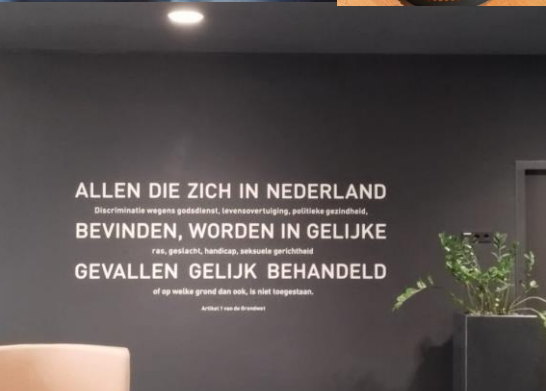 ALLEN DIE ZICH IN NEDERLAND
Discriminatie wegens godsdienst, levensovertuiging, politieke gezindheid,
BEVINDEN, WORDEN IN GELIJKE
ras, geslacht, handicap, seksuele gerichtheid
GEVALLEN GELIJK BEHANDELD
of op welke grond dan ook, is niet toegestaan.
Artikel 1 van de Grondwet